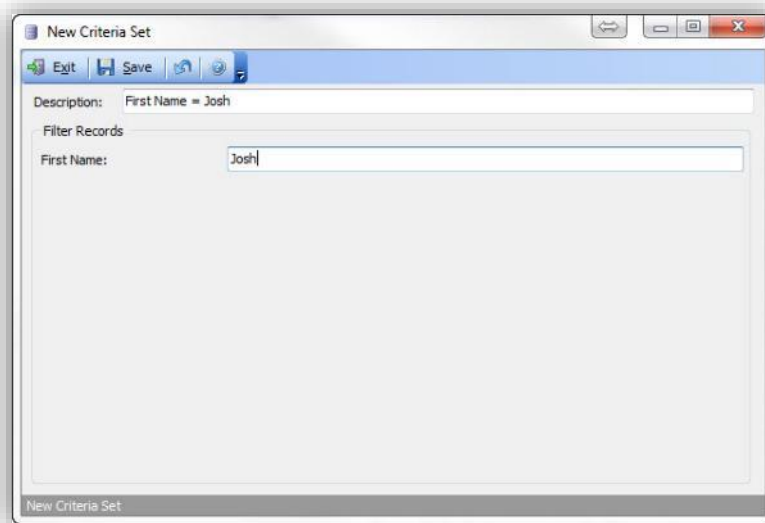 New Criteria Set
Exit Save
Description: First Name = Josh
Filter Records
First Name: Josh
New Criteria Set